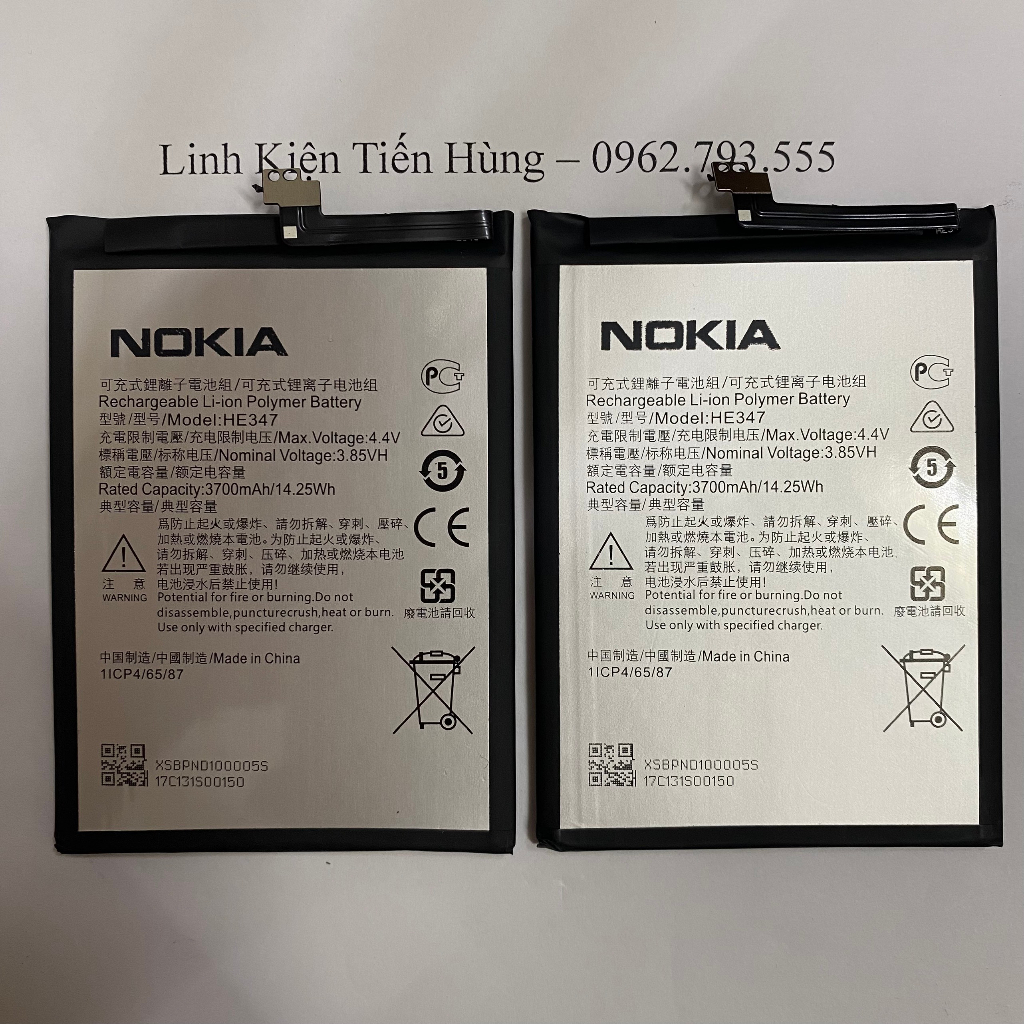 Linh Kiện Tiến Hùng – 0962.793.555
NOKIA
可充式鋰離子電池組/可充式锂离子电池组
Rechargeable Li-ion Polymer Battery
型號/型号/Model:HE347
充電限制電壓/充电限制电压/Max.Voltage:4.4V
標稱電壓/标称电压/Nominal Voltage:3.85VH
額定電容量/额定电容量
Rated Capacity:3700mAh/14.25Wh
典型容量/典型容量
爲防止起火或爆炸、請勿拆解、穿刺、壓碎、
加熱或燃燒本電池。为防止起火或爆炸、
请勿拆解、穿刺、压碎、加热或燃烧本电池
若出现严重鼓胀，请勿继续使用，
电池浸水后禁止使用!
注 意
WARNING
Potential for fire or burning.Do not
disassemble,puncturecrush,heat or burn.
Use only with specified charger.
PCT
5
CE
廢電池請回收
中国制造/中國制造/Made in China
1ICP4/65/87
XSBPND100005S
17C131S00150
NOKIA
可充式鋰離子電池組/可充式锂离子电池组
Rechargeable Li-ion Polymer Battery
型號/型号/Model:HE347
充電限制電壓/充电限制电压/Max.Voltage:4.4V
標稱電壓/标称电压/Nominal Voltage:3.85VH
額定電容量/额定电容量
Rated Capacity:3700mAh/14.25Wh
典型容量/典型容量
爲防止起火或爆炸、請勿拆解、穿刺、壓碎、
加熱或燃燒本電池。为防止起火或爆炸、
请勿拆解、穿刺、压碎、加热或燃烧本电池、
若出现严重鼓胀，请勿继续使用，
电池浸水后禁止使用!
注 意
WARNING
Potential for fire or burning.Do not
disassemble,puncturecrush,heat or burn.
Use only with specified charger.
PCT
5
CE
廢電池請回收
中国制造/中國制造/Made in China
1ICP4/65/87
XSBPND100005S
17C131S00150